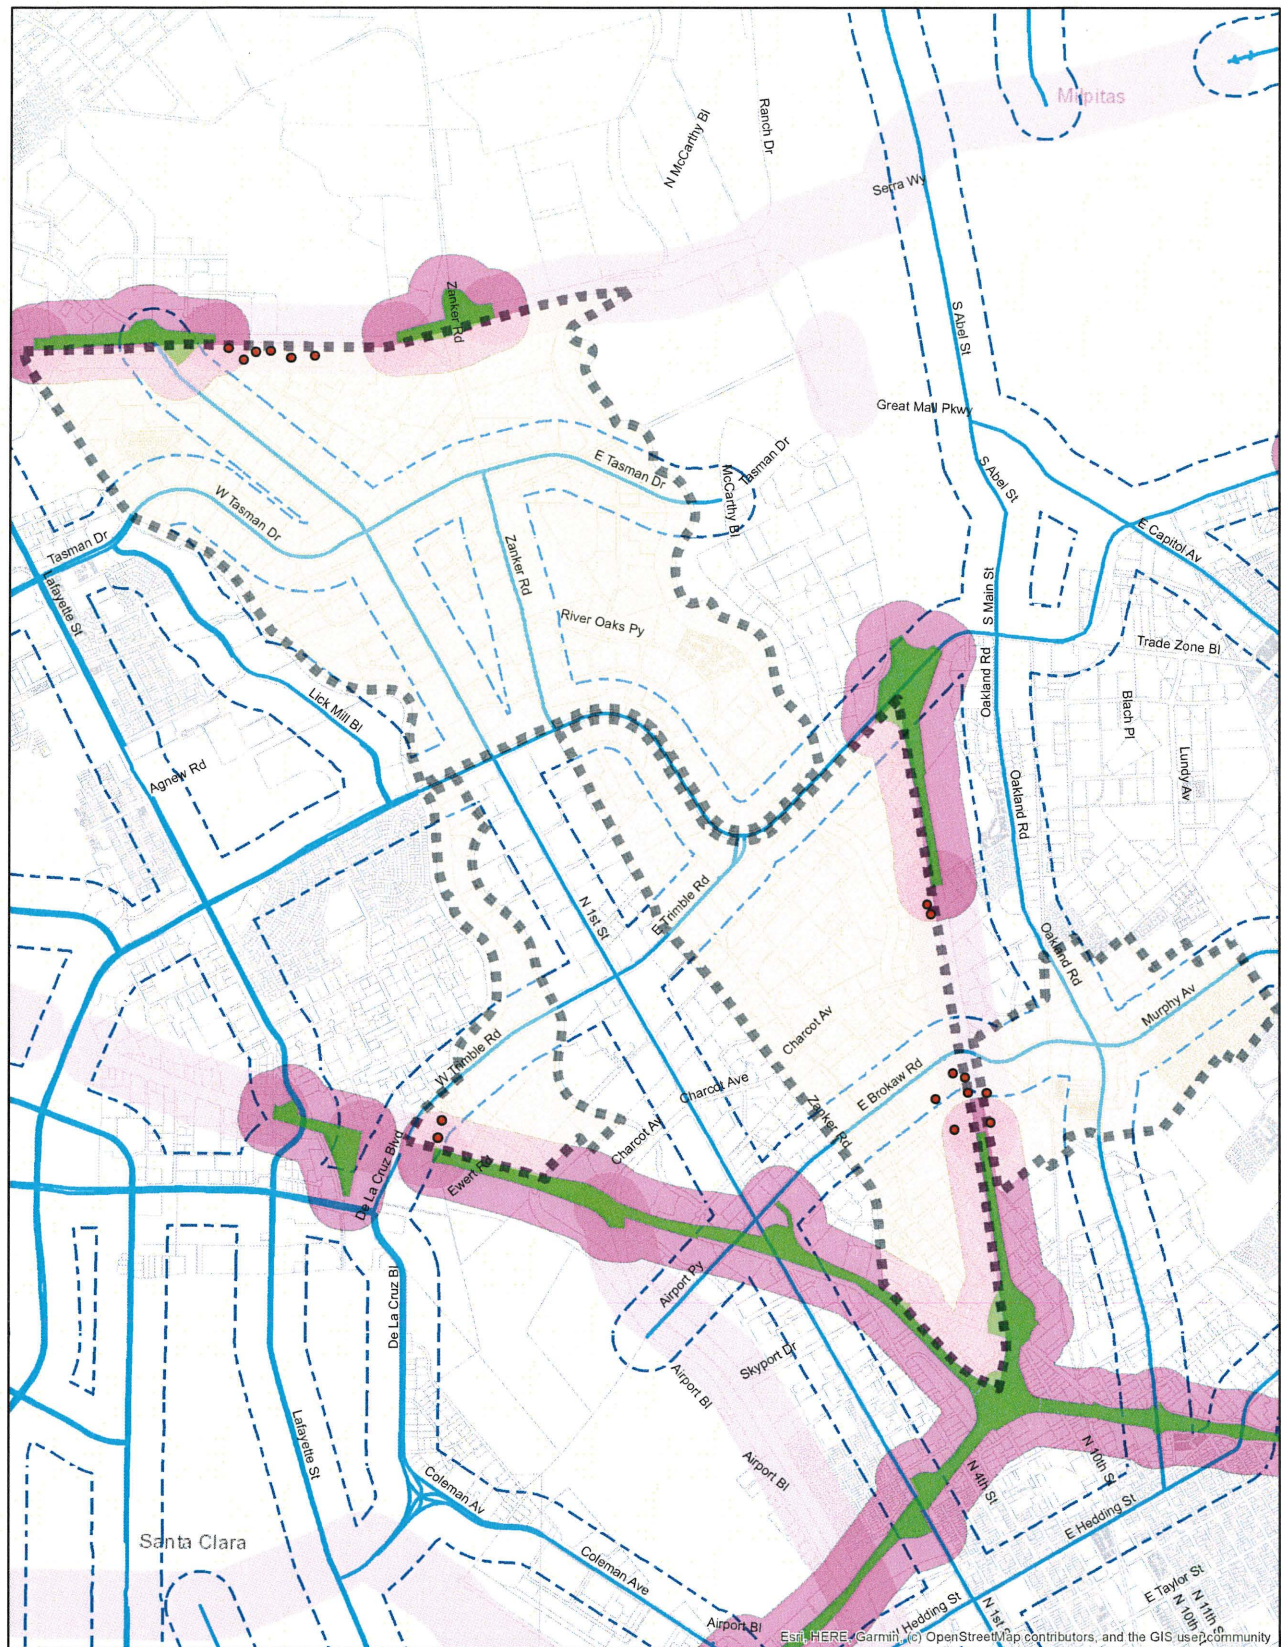 Milpitas
N McCarthy Bl
Ranch Dr
Serra Wy
Zanker Rd
S Abel St
Great Mall Pkwy
Tasman Dr
E Tasman Dr
McCarthy Bl
S Abel St
W Tasman Dr
E Capitol Av
Tasman Dr
Zanker Rd
Lafayette St
S Main St
River Oaks Py
Trade Zone Bl
Oakland Rd
Lick Mill Bl
Blach Pl
Lundy Av
Agnew Rd
Oakland Rd
N 1st St
E Trimble Rd
Oakland Rd
Murphy Av
Charcot Av
W Trimble Rd
E Brokaw Rd
Charcot Ave
Zanker Rd
Charcot Av
De La Cruz Blvd
Ewert Rd
Airport Py
De La Cruz Bl
Skyport Dr
Airport Bl
Lafayette St
Airport Bl
N 10th St
N 4th St
Coleman Av
E Hedding St
Santa Clara
Coleman Ave
E Taylor St
N 11th S
N 10th
Hedding St
N 1st S
Airport Bl
Esri, HERE, Garmin, (c) OpenStreetMap contributors, and the GIS user community